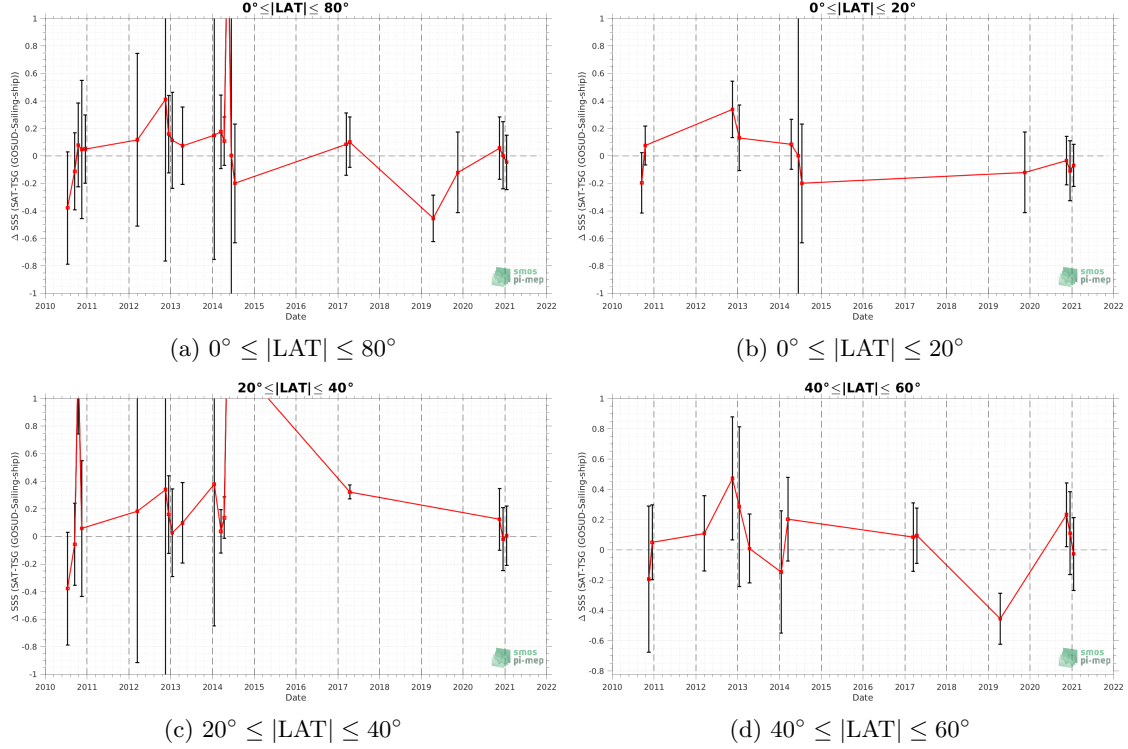 0°≤|LAT|≤ 80°
Δ SSS (SAT-TSG (GOSUD-Sailing-ship))
1
0.8
0.6
0.4
0.2
0
-0.2
-0.4
-0.6
-0.8
-1
2010 2011 2012 2013 2014 2015 2016 2017 2018 2019 2020 2021 2022
Date
smos
pi-mep
(a) 0° ≤ |LAT| ≤ 80°
0°≤|LAT|≤ 20°
Δ SSS (SAT-TSG (GOSUD-Sailing-ship))
1
0.8
0.6
0.4
0.2
0
-0.2
-0.4
-0.6
-0.8
-1
2010 2011 2012 2013 2014 2015 2016 2017 2018 2019 2020 2021 2022
Date
smos
pi-mep
(b) 0° ≤ |LAT| ≤ 20°
20°≤|LAT|≤ 40°
Δ SSS (SAT-TSG (GOSUD-Sailing-ship))
1
0.8
0.6
0.4
0.2
0
-0.2
-0.4
-0.6
-0.8
-1
2010 2011 2012 2013 2014 2015 2016 2017 2018 2019 2020 2021 2022
Date
smos
pi-mep
(c) 20° ≤ |LAT| ≤ 40°
40°≤|LAT|≤ 60°
Δ SSS (SAT-TSG (GOSUD-Sailing-ship))
1
0.8
0.6
0.4
0.2
0
-0.2
-0.4
-0.6
-0.8
2010 2011 2012 2013 2014 2015 2016 2017 2018 2019 2020 2021 2022
Date
smos
pi-mep
(d) 40° ≤ |LAT| ≤ 60°